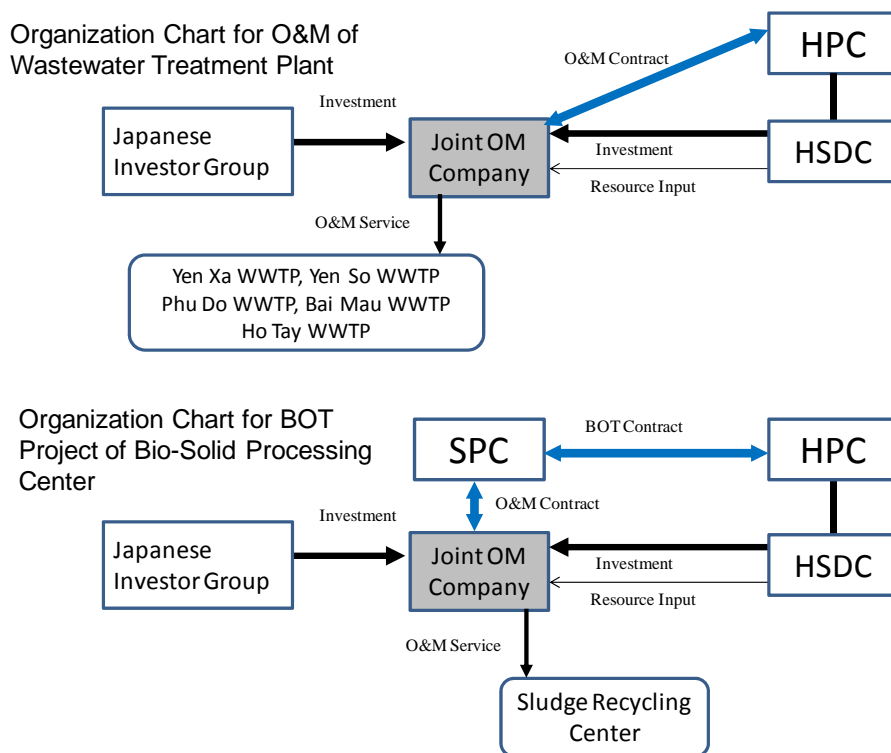 Organization Chart for O&M of
Wastewater Treatment Plant
HPC
O&M Contract
Investment
Japanese
Investor Group
Joint OM
Company
Investment
HSDC
Resource Input
O&M Service
Yen Xa WWTP, Yen So WWTP
Phu Do WWTP, Bai Mau WWTP
Ho Tay WWTP
Organization Chart for BOT
Project of Bio-Solid Processing
Center
SPC
BOT Contract
HPC
O&M Contract
Investment
Japanese
Investor Group
Joint OM
Company
Investment
HSDC
Resource Input
O&M Service
Sludge Recycling
Center